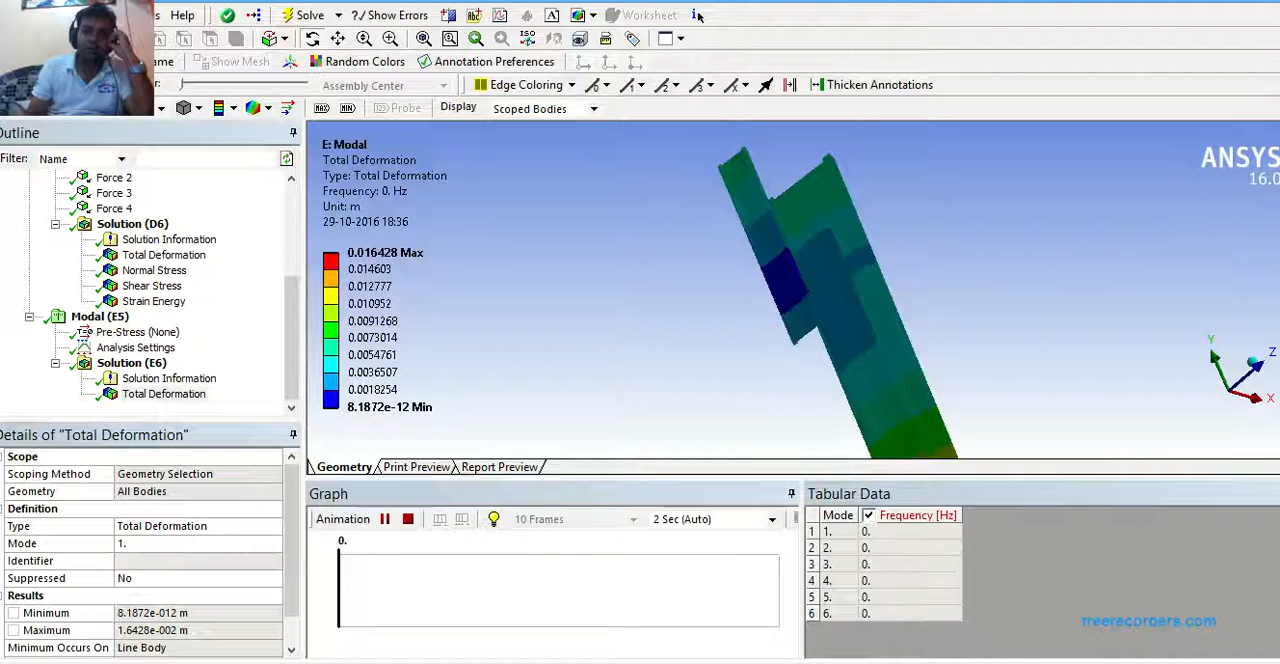 Help Solve ?/ Show Errors A Worksheet
Show Mesh Random Colors Annotation Preferences
Assembly Center Edge Coloring Thicken Annotations
MAX MIN Probe Display Scoped Bodies
Outline
Filter: Name
Force 2
Force 3
Force 4
Solution (D6)
Solution Information
Total Deformation
Normal Stress
Shear Stress
Strain Energy
Modal (E5)
Pre-Stress (None)
Analysis Settings
Solution (E6)
Solution Information
Total Deformation
E: Modal
Total Deformation
Type: Total Deformation
Frequency: 0. Hz
Unit: m
29-10-2016 18:36
0.016428 Max
0.014603
0.012777
0.010952
0.0091268
0.0073014
0.0054761
0.0036507
0.0018254
8.1872e-12 Min
ANSYS
16.0
Y
Z
X
Geometry Print Preview Report Preview
Details of "Total Deformation"
Scope
Scoping Method Geometry Selection
Geometry All Bodies
Definition
Type Total Deformation
Mode 1.
Identifier
Suppressed No
Results
Minimum 8.1872e-012 m
Maximum 1.6428e-002 m
Minimum Occurs On Line Body
Graph
Animation 10 Frames 2 Sec (Auto)
0.
Tabular Data
Mode Frequency [Hz]
1 1. 0.
2 2. 0.
3 3. 0.
4 4. 0.
5 5. 0.
6 6. 0.
freerecorders.com